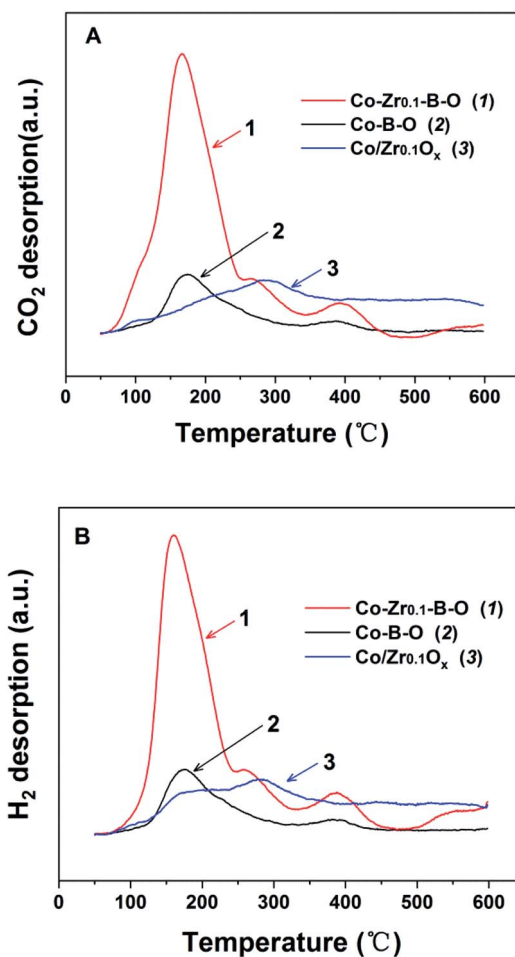 A
CO₂ desorption(a.u.)
Co-Zr₀.₁-B-O (1)
Co-B-O (2)
Co/Zr₀.₁Oₓ (3)
1
2
3
0 100 200 300 400 500 600
Temperature (℃)
B
H₂ desorption (a.u.)
Co-Zr₀.₁-B-O (1)
Co-B-O (2)
Co/Zr₀.₁Oₓ (3)
1
2
3
0 100 200 300 400 500 600
Temperature (℃)